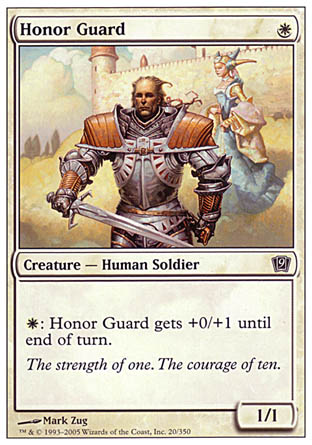 Honor Guard
Creature — Human Soldier
9
: Honor Guard gets +0/+1 until
end of turn.
The strength of one. The courage of ten.
Mark Zug
1/1
™ & © 1993–2005 Wizards of the Coast, Inc. 20/350